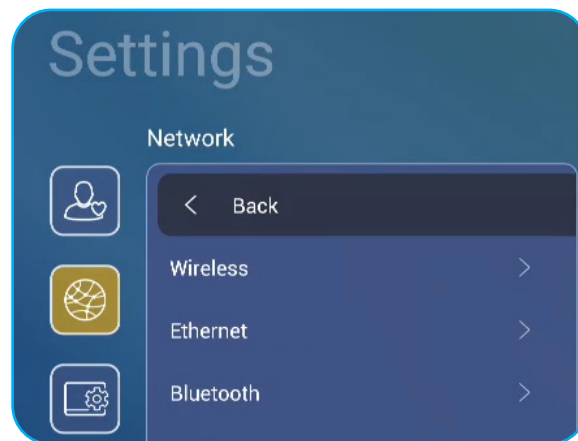 Settings
Network
Back
Wireless
Ethernet
Bluetooth